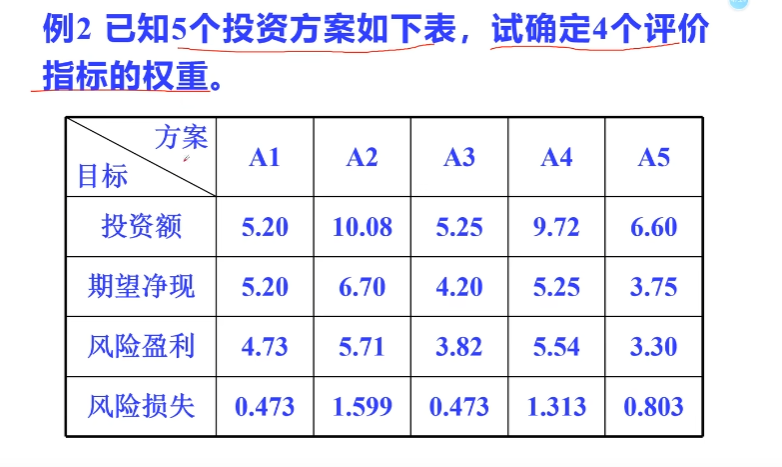 例2 已知5个投资方案如下表，试确定4个评价
指标的权重。
方案
目标 A1 A2 A3 A4 A5
投资额 5.20 10.08 5.25 9.72 6.60
期望净现 5.20 6.70 4.20 5.25 3.75
风险盈利 4.73 5.71 3.82 5.54 3.30
风险损失 0.473 1.599 0.473 1.313 0.803